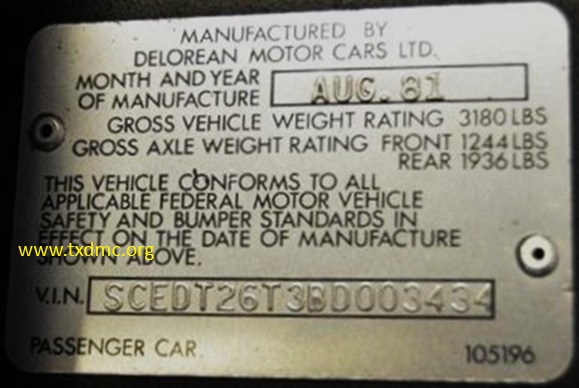 MANUFACTURED BY
DELOREAN MOTOR CARS LTD.
MONTH AND YEAR
OF MANUFACTURE AUG. 81
GROSS VEHICLE WEIGHT RATING 3180 LBS
GROSS AXLE WEIGHT RATING FRONT 1244 LBS
REAR 1936 LBS
THIS VEHICLE CONFORMS TO ALL
APPLICABLE FEDERAL MOTOR VEHICLE
SAFETY AND BUMPER STANDARDS IN
EFFECT ON THE DATE OF MANUFACTURE
www.txdmc.org
SHOWN ABOVE.
V.I.N. SCEDT26T3BD003434
PASSENGER CAR 105196